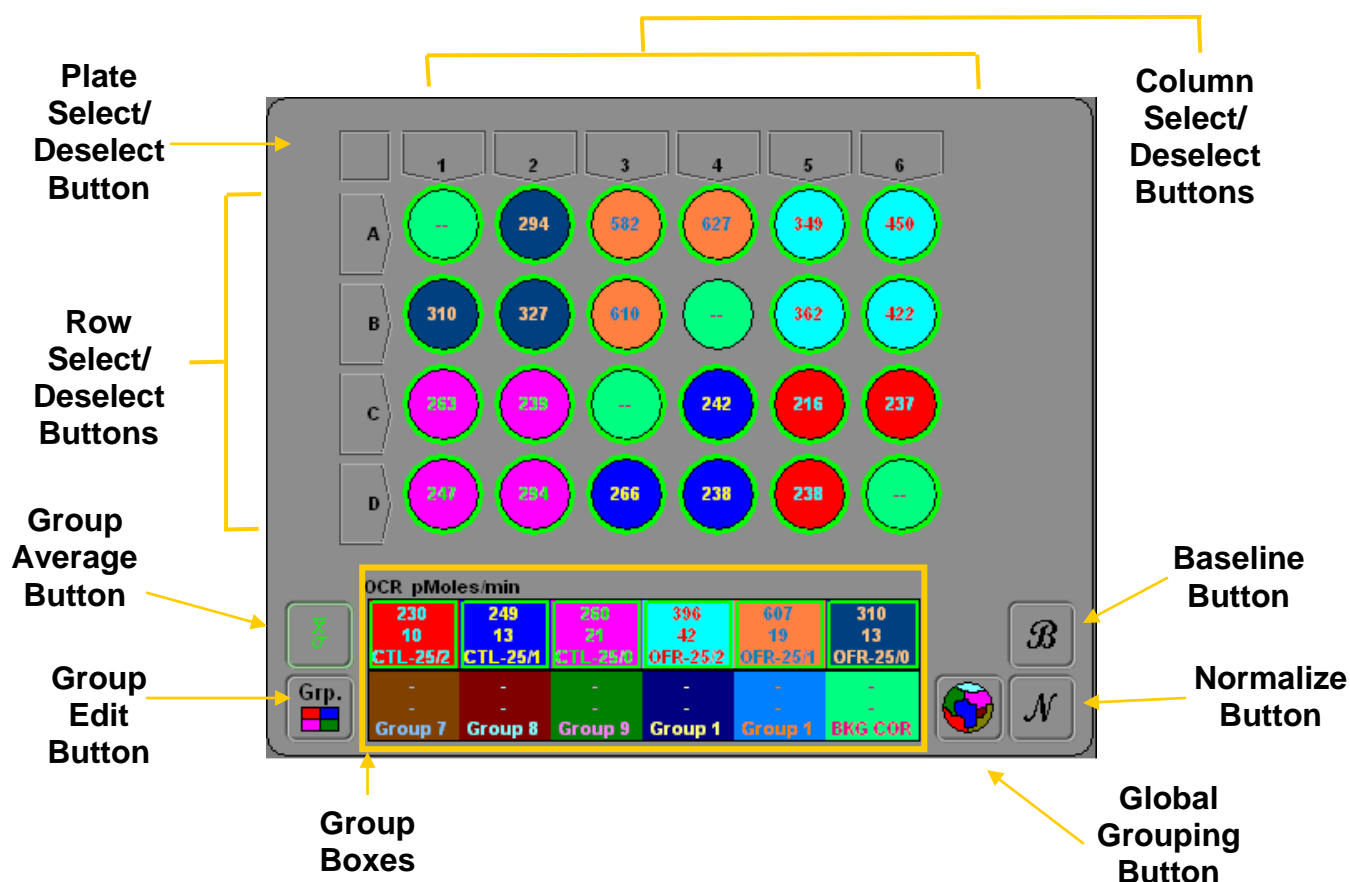 Plate
Select/
Deselect
Button
Column
Select/
Deselect
Buttons
1 2 3 4 5 6
A -- 294 582 627 349 450
B 310 327 610 -- 362 422
Row
Select/
Deselect
Buttons
C 263 239 -- 242 216 237
D 247 294 266 238 238 --
Group
Average
Button
OCR pMoles/min
230 249 260 396 607 310
10 13 21 42 19 13
CTL-25/2 CTL-25/1 CTL-25/0 OFR-25/2 OFR-25/1 OFR-25/0
- - - - - -
- - - - - -
Group 7 Group 8 Group 9 Group 1 Group 1 BKG COR
x̄
σ
Grp.
B
N
Baseline
Button
Group
Edit
Button
Normalize
Button
Group
Boxes
Global
Grouping
Button